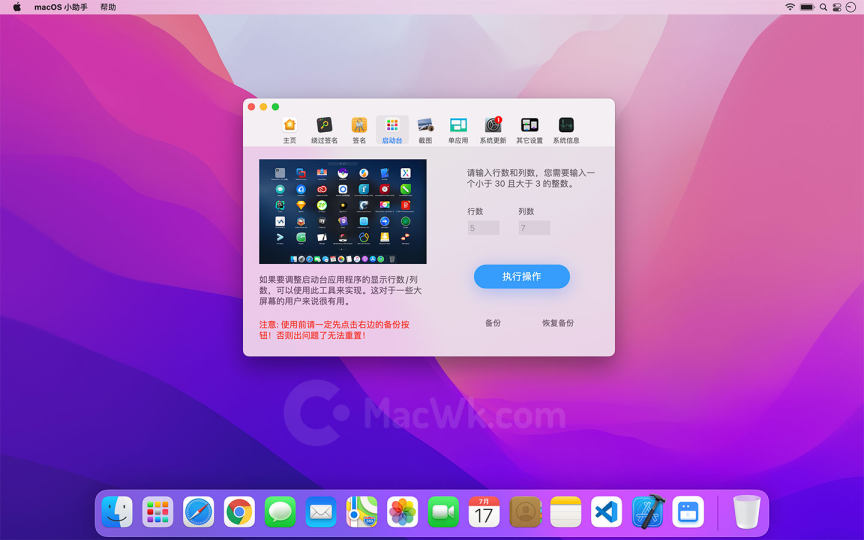 macOS 小助手 帮助
主页 绕过签名 签名 启动台 截图 单应用 系统更新 其它设置 系统信息
请输入行数和列数，您需要输入一
个小于 30 且大于 3 的整数。
行数 列数
5 7
执行操作
如果要调整启动台应用程序的显示行数/列
数，可以使用此工具来实现。这对于一些大
屏幕的用户来说很有用。
注意: 使用前请一定先点击右边的备份按
钮！否则出问题了无法重置！
备份 恢复备份
MacWk.com
7月
17